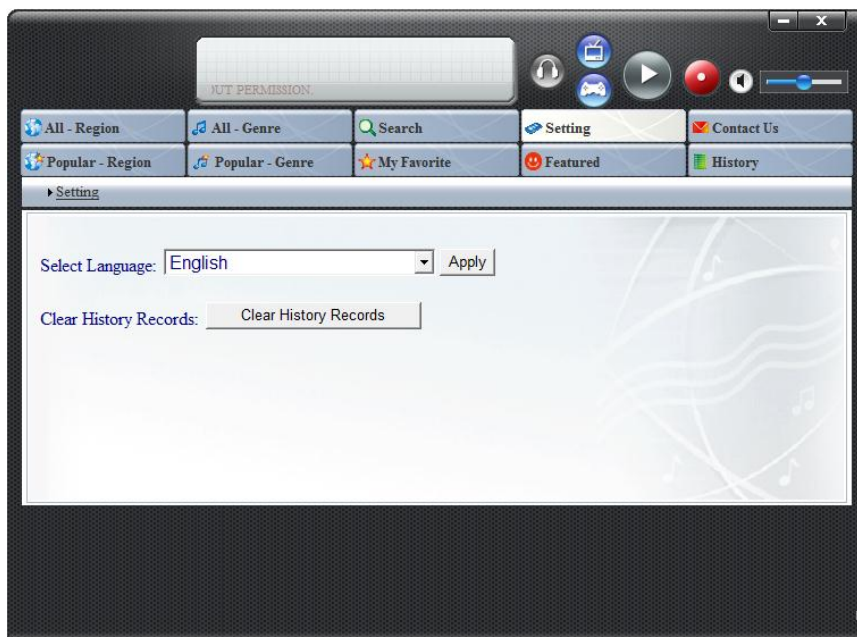 X
OUT PERMISSION.
All - Region
All - Genre
Search
Setting
Contact Us
Popular - Region
Popular - Genre
My Favorite
Featured
History
Setting
Select Language: English Apply
Clear History Records: Clear History Records